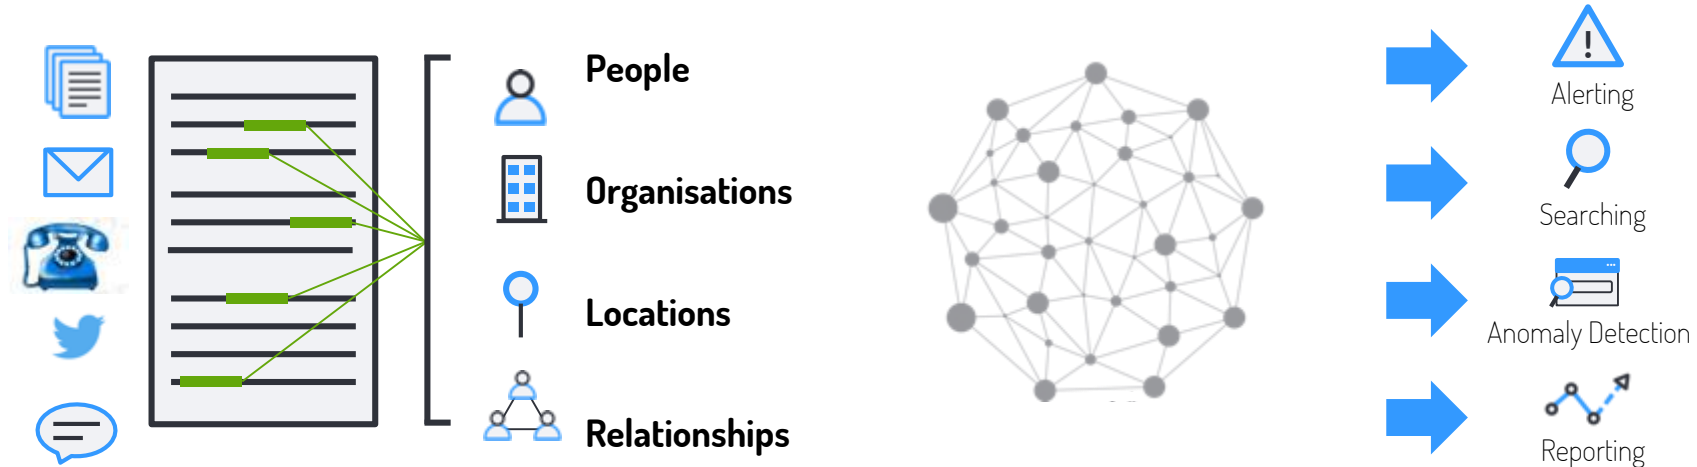 People
Organisations
Locations
Relationships
Alerting
Searching
Anomaly Detection
Reporting